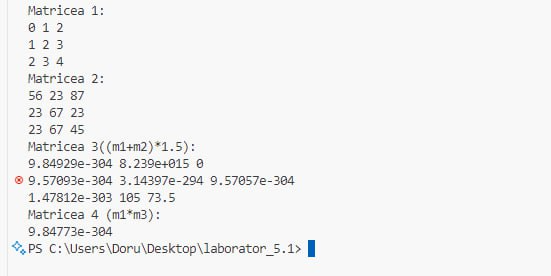 Matricea 1:
0 1 2
1 2 3
2 3 4
Matricea 2:
56 23 87
23 67 23
23 67 45
Matricea 3((m1+m2)*1.5):
9.84929e-304 8.239e+015 0
9.57093e-304 3.14397e-294 9.57057e-304
1.47812e-303 105 73.5
Matricea 4 (m1*m3):
9.84773e-304
PS C:\Users\Doru\Desktop\laborator_5.1>